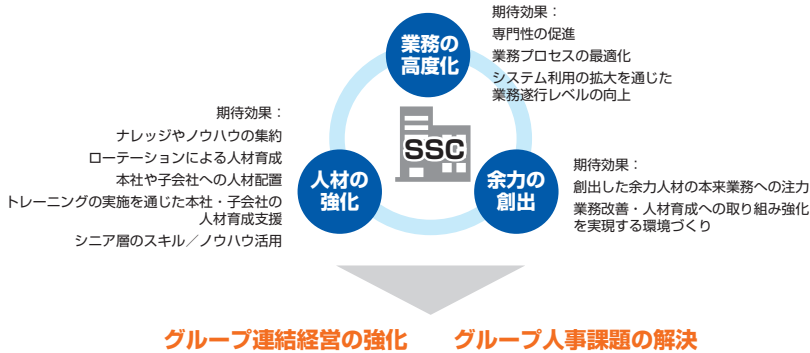 業務の
高度化
期待効果：
専門性の促進
業務プロセスの最適化
システム利用の拡大を通じた
業務遂行レベルの向上
SSC
人材の
強化
期待効果：
ナレッジやノウハウの集約
ローテーションによる人材育成
本社や子会社への人材配置
トレーニングの実施を通じた本社・子会社の
人材育成支援
シニア層のスキル／ノウハウ活用
余力の
創出
期待効果：
創出した余力人材の本来業務への注力
業務改善・人材育成への取り組み強化
を実現する環境づくり
グループ連結経営の強化
グループ人事課題の解決